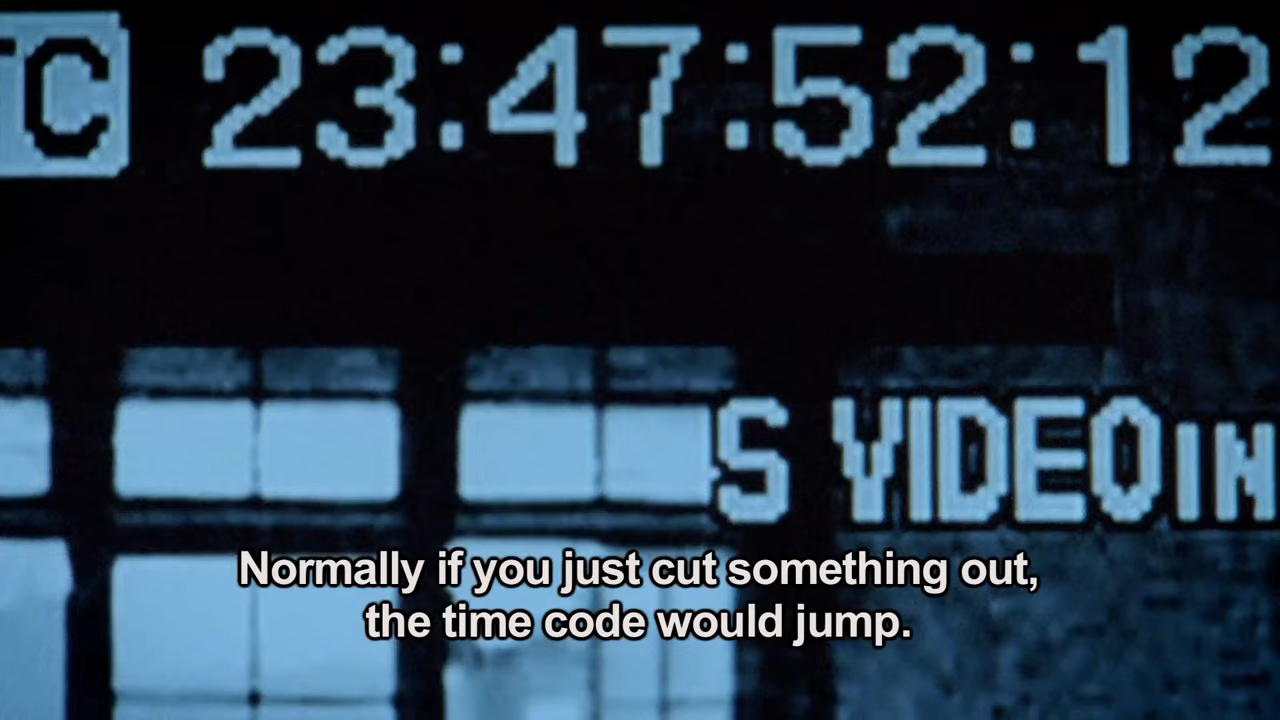 C 23:47:52:12
S VIDEO IN
Normally if you just cut something out,
the time code would jump.